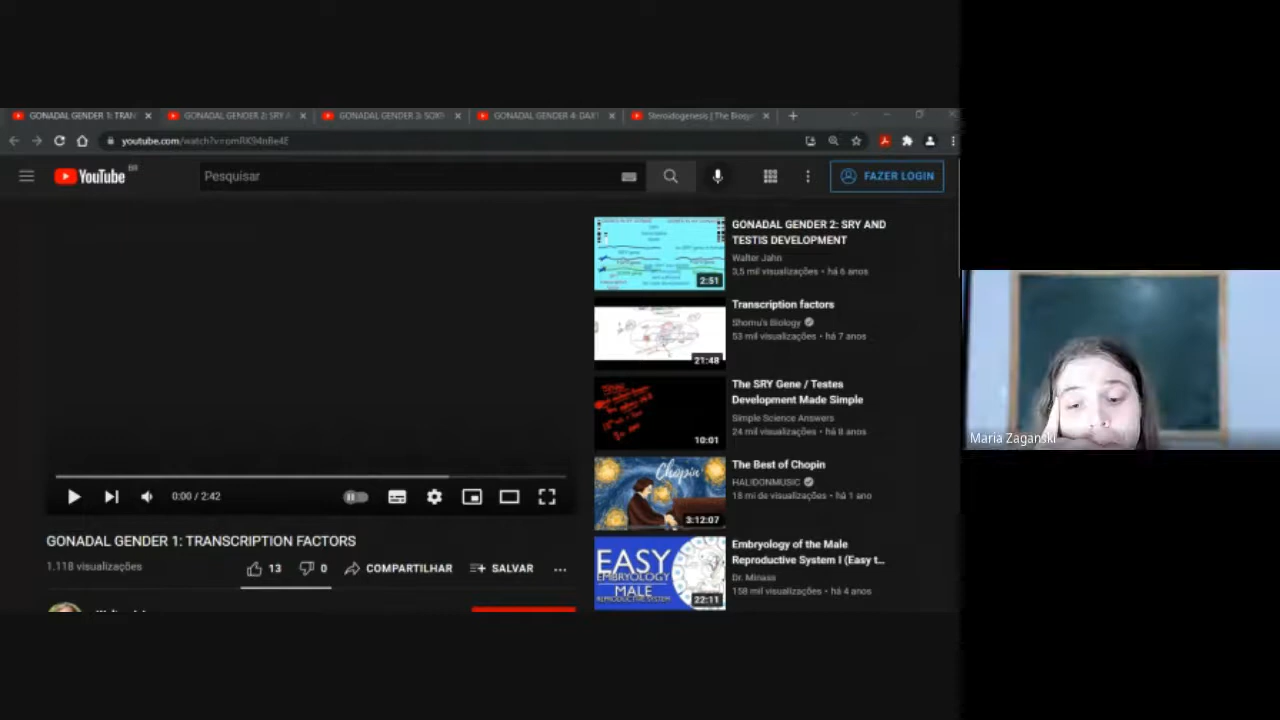 GONADAL GENDER 1: TRAN
GONADAL GENDER 2: SRY A
GONADAL GENDER 3: SOX9
GONADAL GENDER 4: DAX1
Steroidogenesis | The Biosy
youtube.com/watch?v=omRK94nBe4E
YouTube BR
Pesquisar
FAZER LOGIN
GONADAL GENDER 2: SRY AND
TESTIS DEVELOPMENT
Walter Jahn
3,5 mil visualizações • há 6 anos
2:51
Transcription factors
Shomu's Biology
53 mil visualizações • há 7 anos
21:48
The SRY Gene / Testes
Development Made Simple
Simple Science Answers
24 mil visualizações • há 8 anos
10:01
The Best of Chopin
HALIDONMUSIC
18 mi de visualizações • há 1 ano
Chopin
3:12:07
Embryology of the Male
Reproductive System I (Easy t...
Dr. Minass
158 mil visualizações • há 4 anos
EASY
EMBRYOLOGY
MALE
REPRODUCTIVE SYSTEM
22:11
0:00 / 2:42
GONADAL GENDER 1: TRANSCRIPTION FACTORS
1.118 visualizações
13
0
COMPARTILHAR
SALVAR
Maria Zaganski